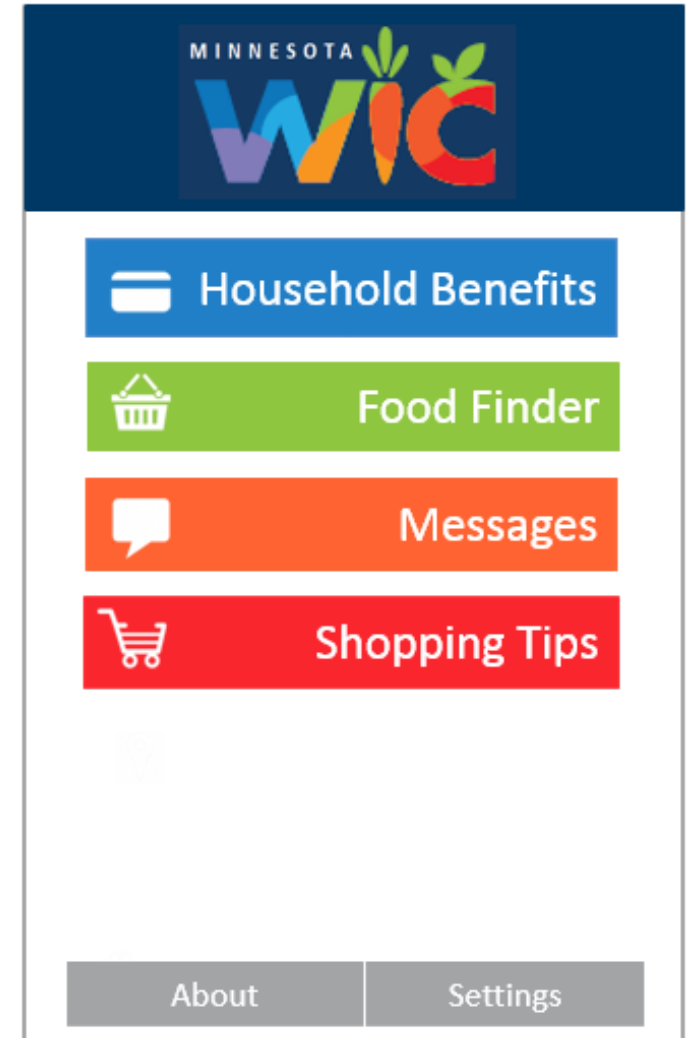 MINNESOTA
WIC
Household Benefits
Food Finder
Messages
Shopping Tips
About
Settings